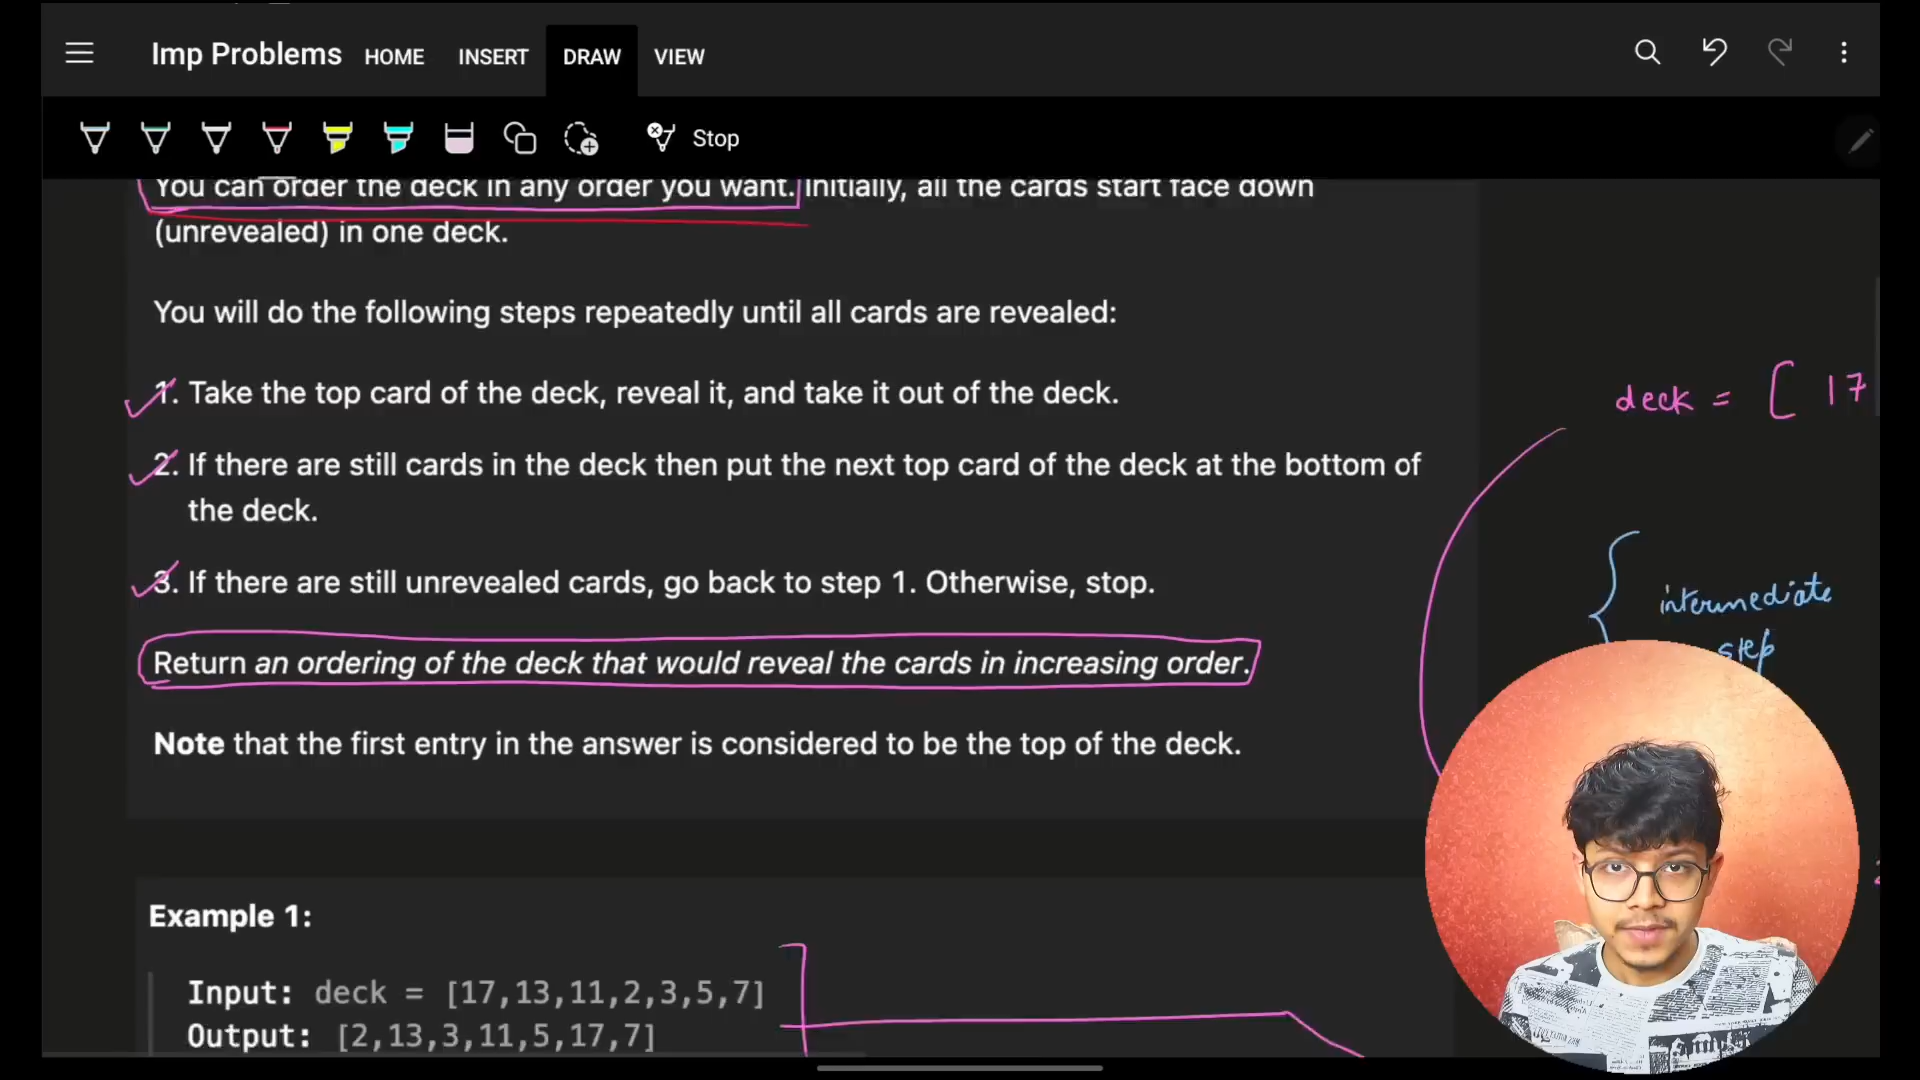 Imp Problems HOME INSERT DRAW VIEW
Stop
You can order the deck in any order you want. Initially, all the cards start face down
(unrevealed) in one deck.
You will do the following steps repeatedly until all cards are revealed:
1. Take the top card of the deck, reveal it, and take it out of the deck.
2. If there are still cards in the deck then put the next top card of the deck at the bottom of
the deck.
3. If there are still unrevealed cards, go back to step 1. Otherwise, stop.
Return an ordering of the deck that would reveal the cards in increasing order.
Note that the first entry in the answer is considered to be the top of the deck.
deck = [ 17
intermediate
step
Example 1:
Input: deck = [17,13,11,2,3,5,7]
Output: [2,13,3,11,5,17,7]